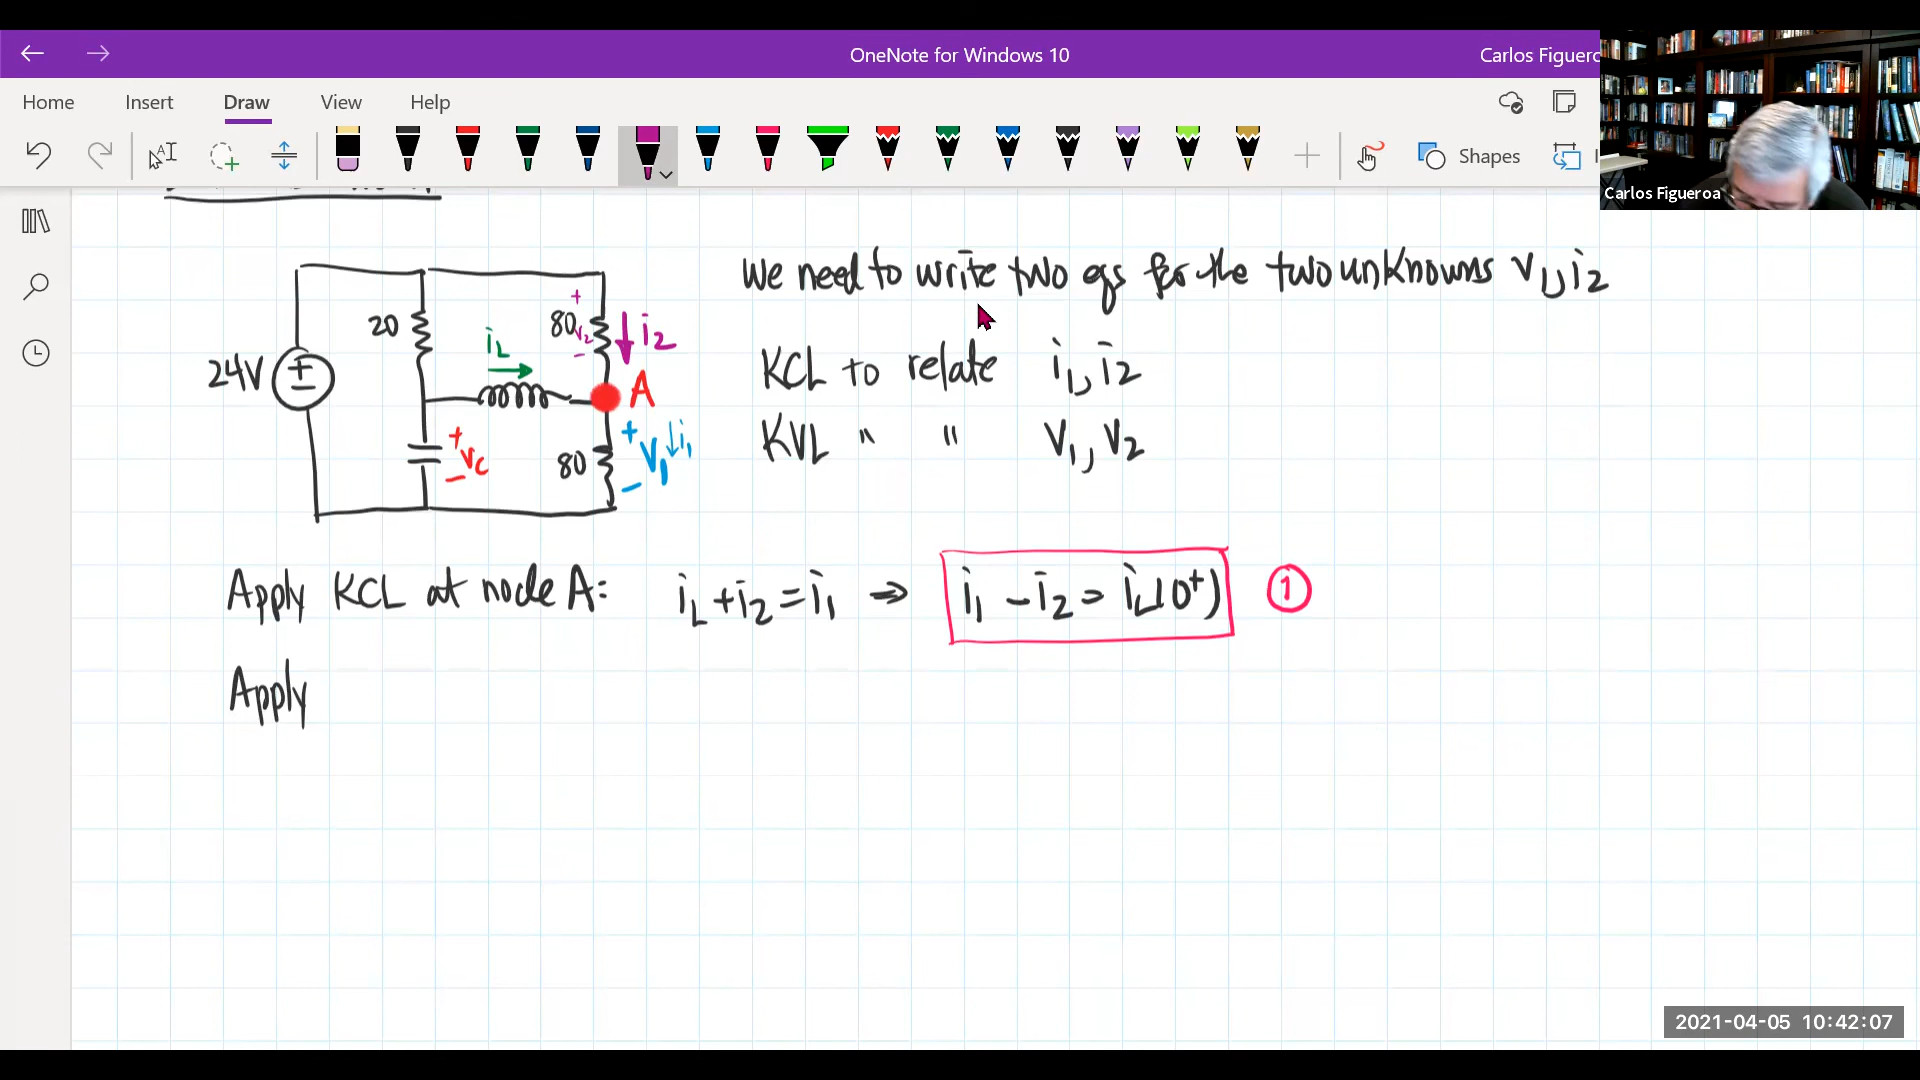 OneNote for Windows 10
Carlos Figuero
Home Insert Draw View Help
Shapes
Carlos Figueroa
We need to write two eqs for the two unknowns v1, i2
24V
20
80
+ v2 -
i2
iL
A
+ vc -
80
+ v1 -
i1
KCL to relate i1, i2
KVL " " v1, v2
Apply KCL at node A: iL + i2 = i1 ⇒ i1 - i2 = iL(0+) ①
Apply
2021-04-05 10:42:07